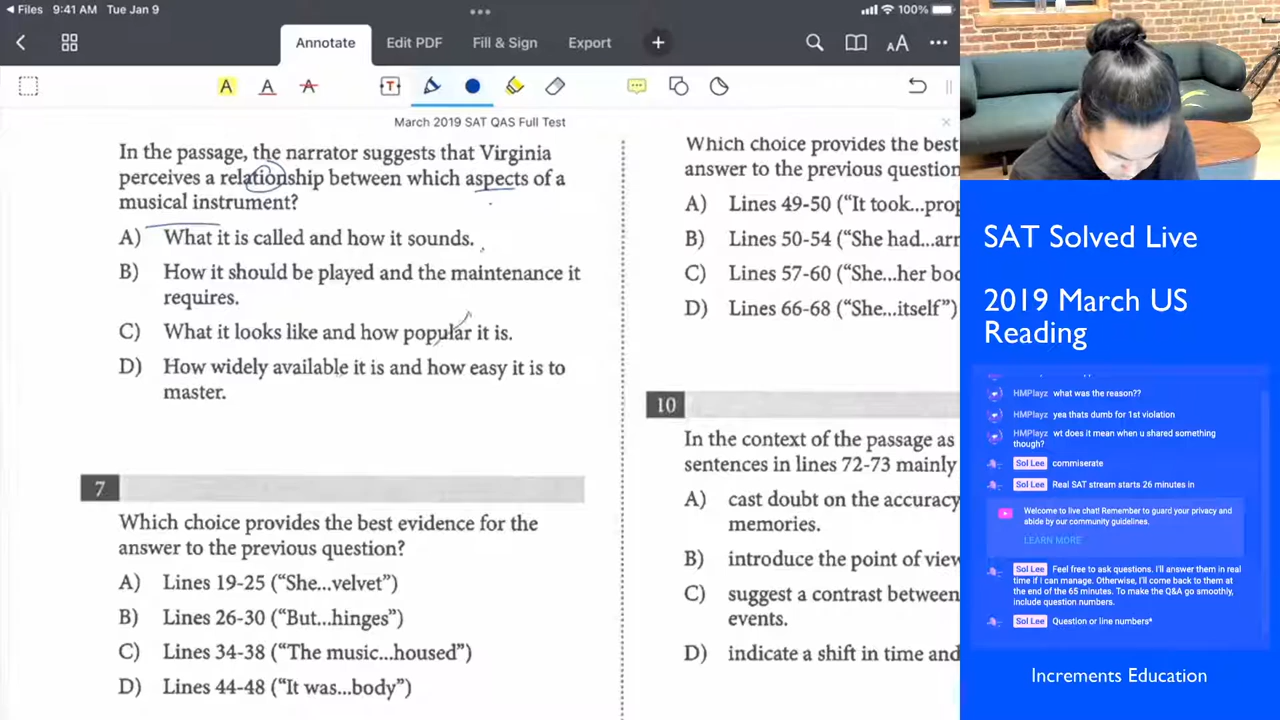 Files 9:41 AM Tue Jan 9 100%
Annotate Edit PDF Fill & Sign Export
March 2019 SAT QAS Full Test
In the passage, the narrator suggests that Virginia
perceives a relationship between which aspects of a
musical instrument?
A) What it is called and how it sounds.
B) How it should be played and the maintenance it
requires.
C) What it looks like and how popular it is.
D) How widely available it is and how easy it is to
master.
7
Which choice provides the best evidence for the
answer to the previous question?
A) Lines 19-25 (“She...velvet”)
B) Lines 26-30 (“But...hinges”)
C) Lines 34-38 (“The music...housed”)
D) Lines 44-48 (“It was...body”)
Which choice provides the best
answer to the previous question
A) Lines 49-50 (“It took...prop
B) Lines 50-54 (“She had...arr
C) Lines 57-60 (“She...her boo
D) Lines 66-68 (“She...itself”)
10
In the context of the passage as
sentences in lines 72-73 mainly
A) cast doubt on the accuracy
memories.
B) introduce the point of view
C) suggest a contrast between
events.
D) indicate a shift in time and
SAT Solved Live
2019 March US
Reading
HMPlayz what was the reason??
HMPlayz yea thats dumb for 1st violation
HMPlayz wt does it mean when u shared something
though?
Sol Lee commiserate
Sol Lee Real SAT stream starts 26 minutes in
Welcome to live chat! Remember to guard your privacy and
abide by our community guidelines.
LEARN MORE
Sol Lee Feel free to ask questions. I'll answer them in real
time if I can manage. Otherwise, I'll come back to them at
the end of the 65 minutes. To make the Q&A go smoothly,
include question numbers.
Sol Lee Question or line numbers*
Increments Education